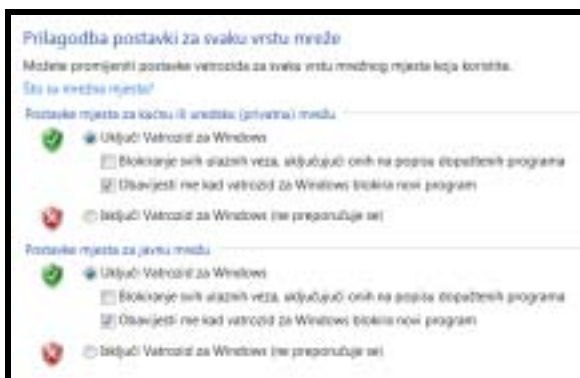 Prilagodba postavki za svaku vrstu mreže
Možete promijeniti postavke vatrozida za svaku vrstu mrežnog mjesta koja koristite.
Što su mrežna mjesta?
Postavke mjesta za kućnu ili uredsku (privatna) mrežu
Uključi Vatrozid za Windows
Blokiranje svih ulaznih veza, uključujući onih na popisu dopuštenih programa
Obavijesti me kad vatrozid za Windows blokira novi program
Isključi Vatrozid za Windows (ne preporučuje se)
Postavke mjesta za javnu mrežu
Uključi Vatrozid za Windows
Blokiranje svih ulaznih veza, uključujući onih na popisu dopuštenih programa
Obavijesti me kad vatrozid za Windows blokira novi program
Isključi Vatrozid za Windows (ne preporučuje se)